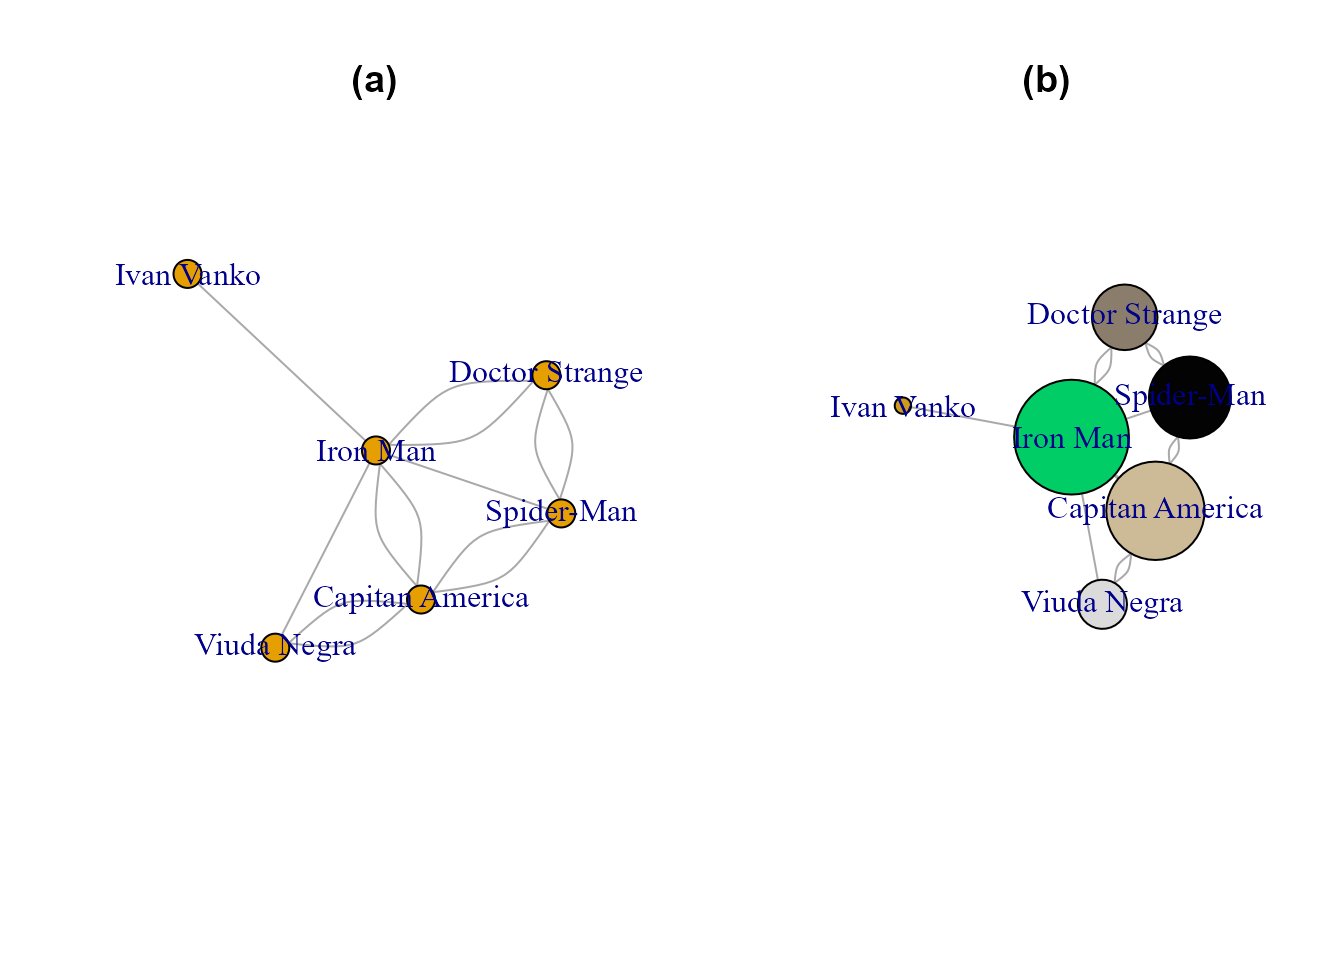 (a)
Ivan Vanko
Doctor Strange
Iron Man
Spider-Man
Capitan America
Viuda Negra
(b)
Doctor Strange
Spider-Man
Ivan Vanko
Iron Man
Capitan America
Viuda Negra